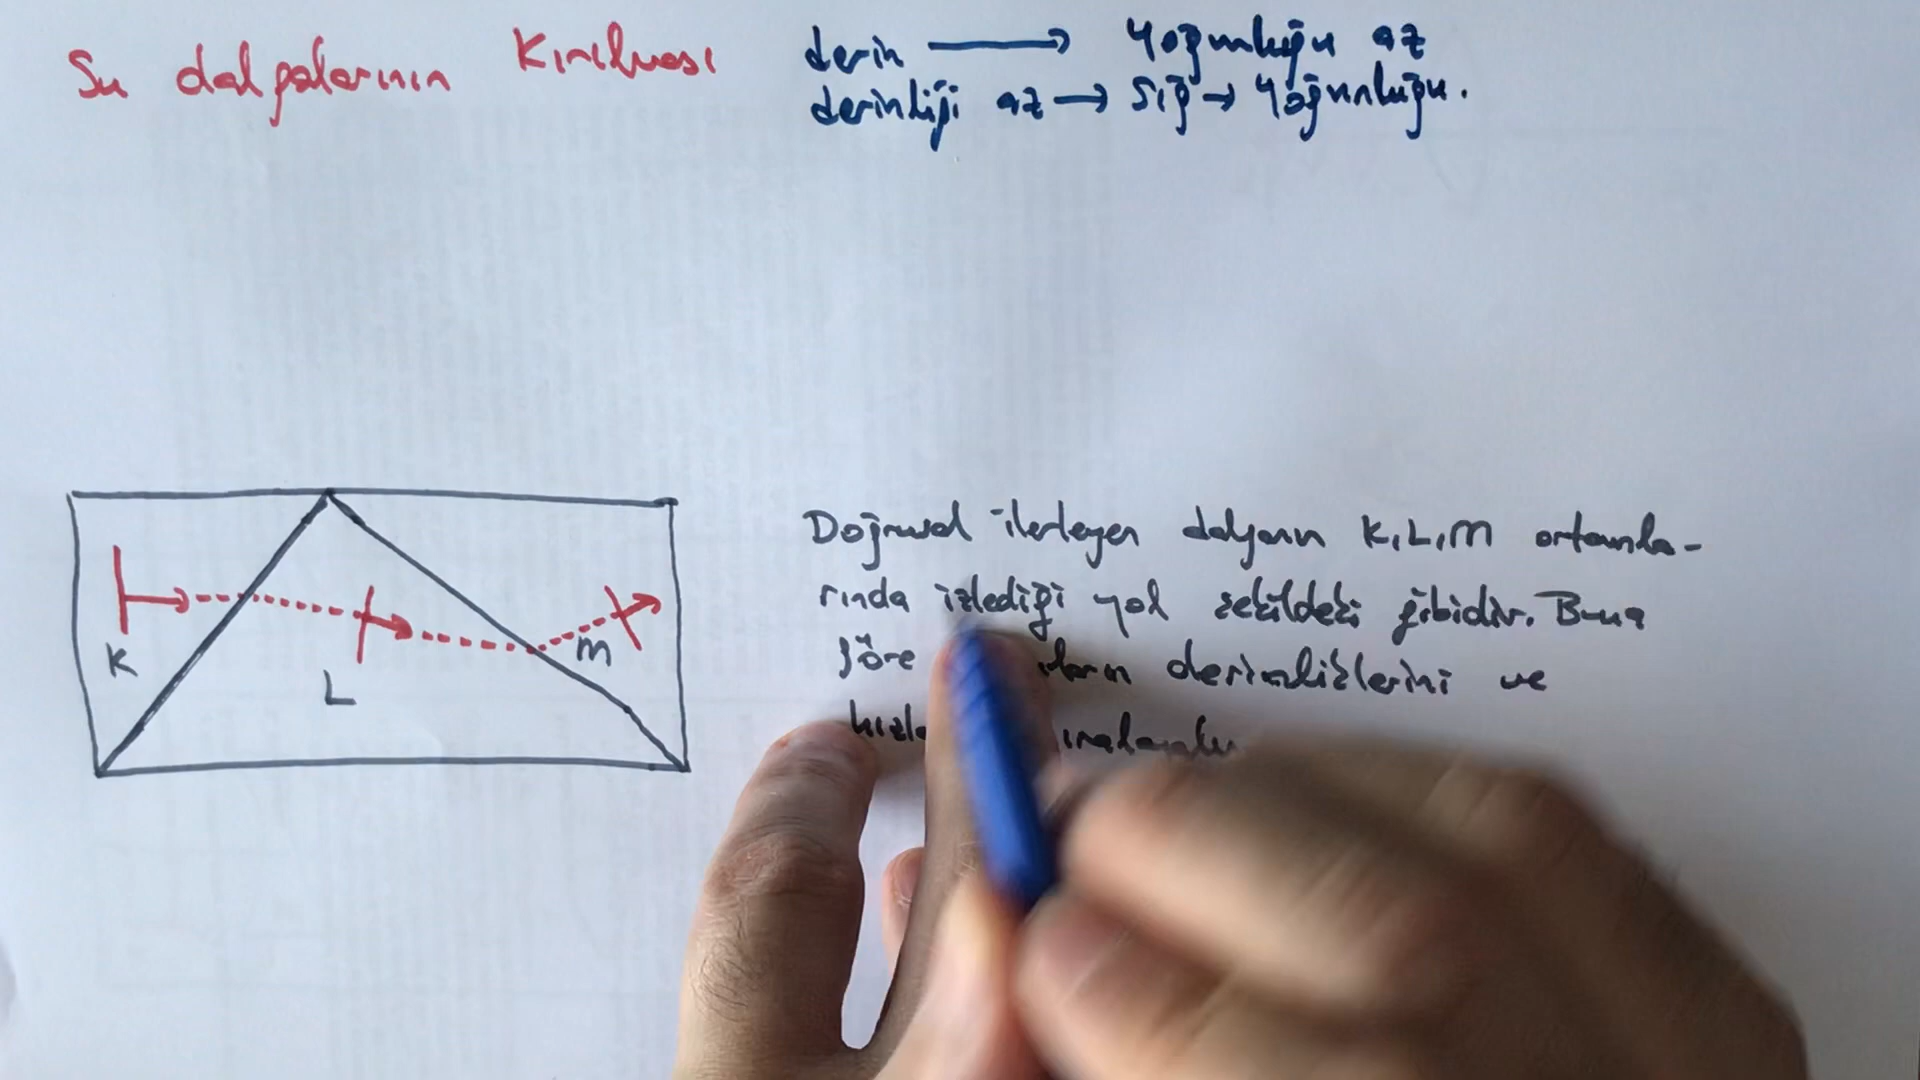 Su dalgalarının Kırılması
derin → Yoğunluğu az
derinliği az → Sığ → Yoğunluğu.
K
L
M
Doğrusal ilerleyen dalganın K, L, M ortamla-
rında izlediği yol şekildeki gibidir. Buna
göre derinliklerini ve